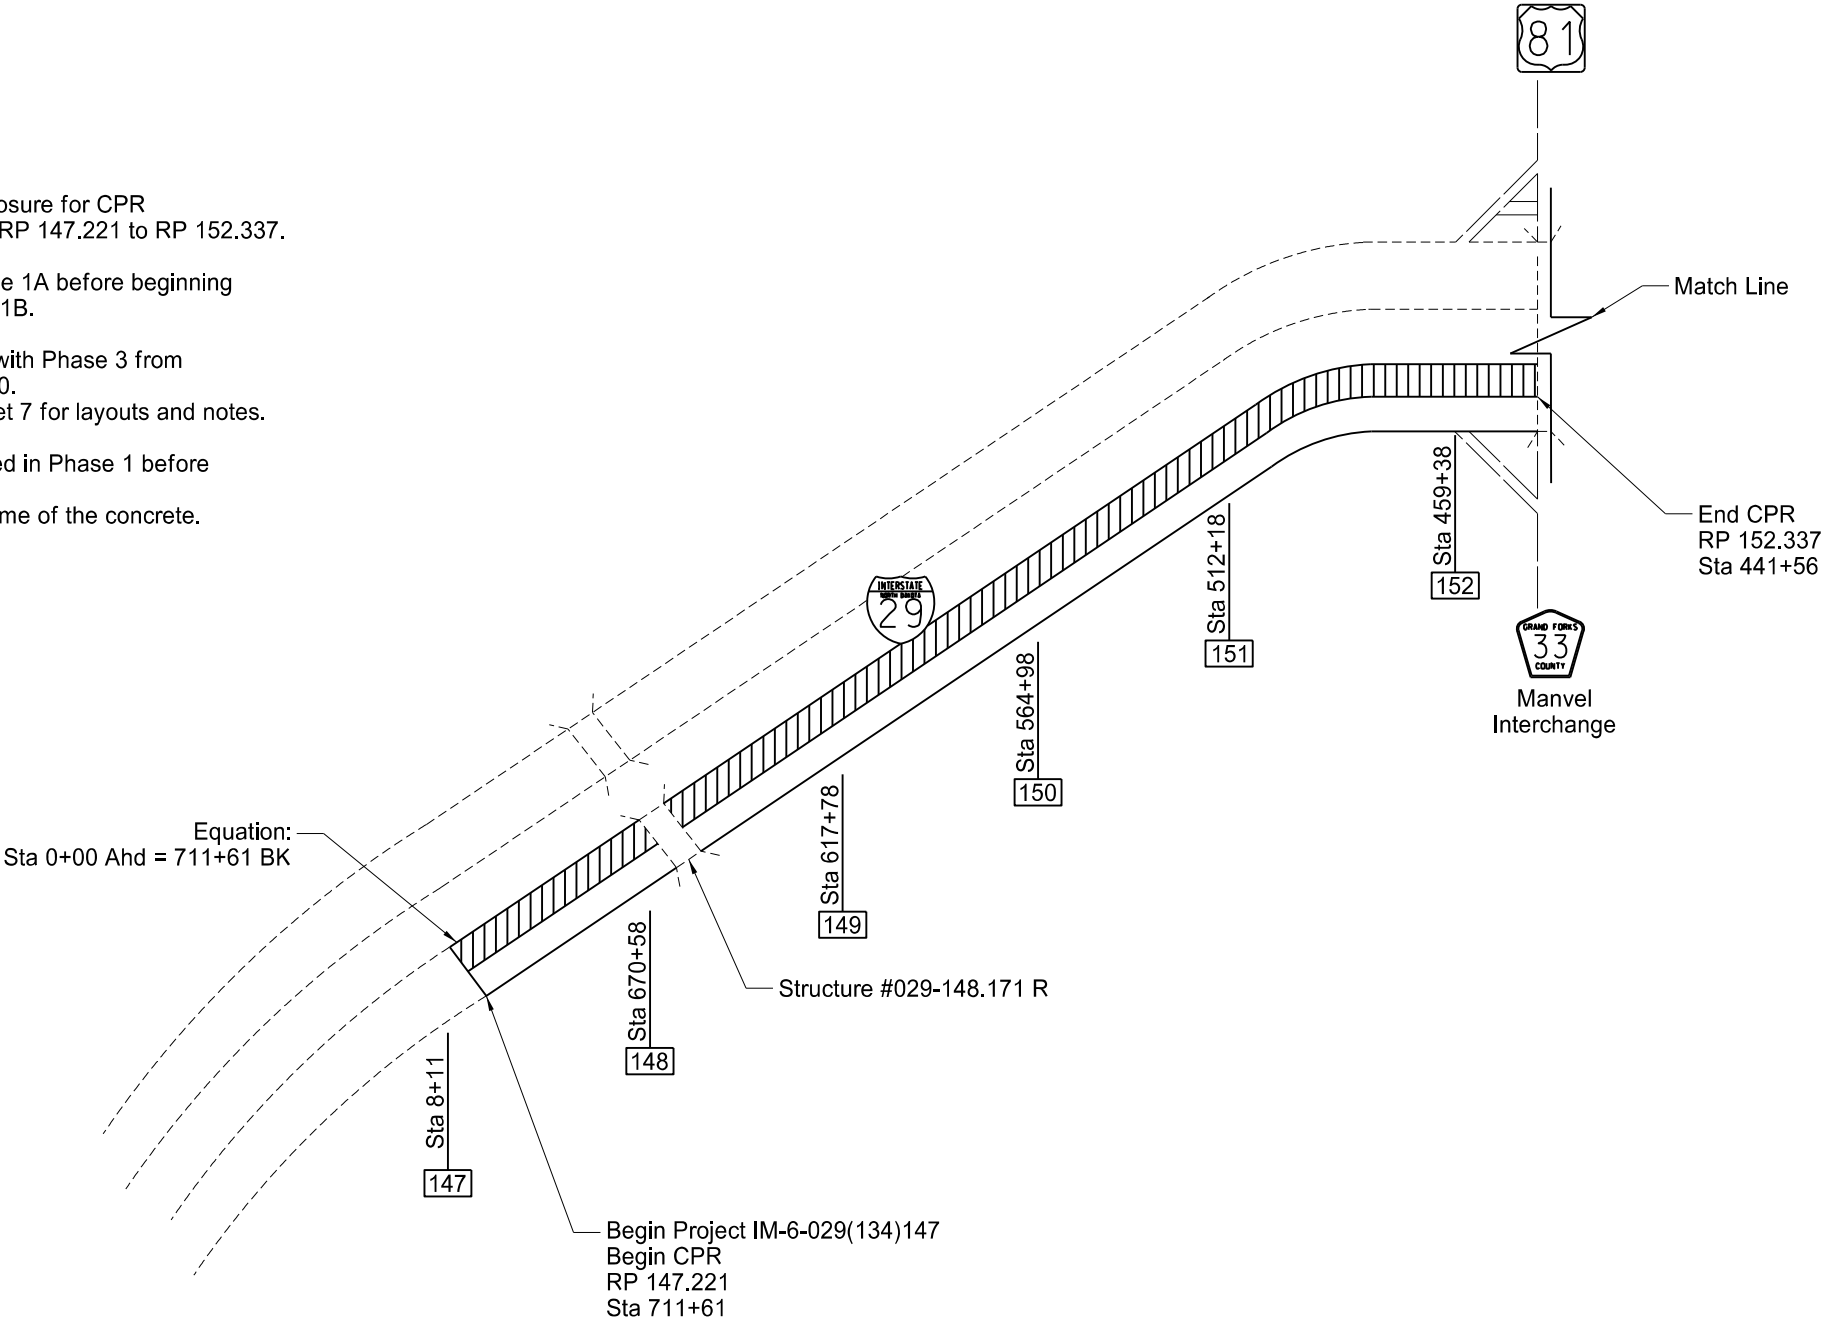 81
osure for CPR
RP 147.221 to RP 152.337.
e 1A before beginning
1B.
with Phase 3 from
0.
et 7 for layouts and notes.
ed in Phase 1 before
me of the concrete.
Match Line
End CPR
RP 152.337
Sta 441+56
INTERSTATE
NORTH DAKOTA
29
Sta 459+38
152
Sta 512+18
151
Sta 564+98
150
Sta 617+78
149
Sta 670+58
148
Sta 8+11
147
GRAND FORKS
33
COUNTY
Manvel
Interchange
Equation:
Sta 0+00 Ahd = 711+61 BK
Structure #029-148.171 R
Begin Project IM-6-029(134)147
Begin CPR
RP 147.221
Sta 711+61